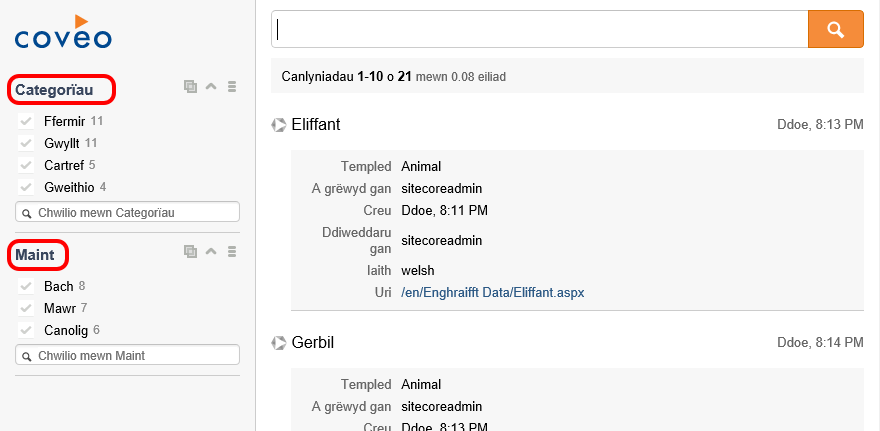 coveo
Categorïau
Ffermir 11
Gwyllt 11
Cartref 5
Gweithio 4
Chwilio mewn Categorïau
Maint
Bach 8
Mawr 7
Canolig 6
Chwilio mewn Maint
Canlyniadau 1-10 o 21 mewn 0.08 eiliad
Eliffant Ddoe, 8:13 PM
Templed Animal
A grëwyd gan sitecoreadmin
Creu Ddoe, 8:11 PM
Ddiweddaru
gan sitecoreadmin
Iaith welsh
Uri /en/Enghraifft Data/Eliffant.aspx
Gerbil Ddoe, 8:14 PM
Templed Animal
A grëwyd gan sitecoreadmin
Creu Ddoe, 8:13 PM